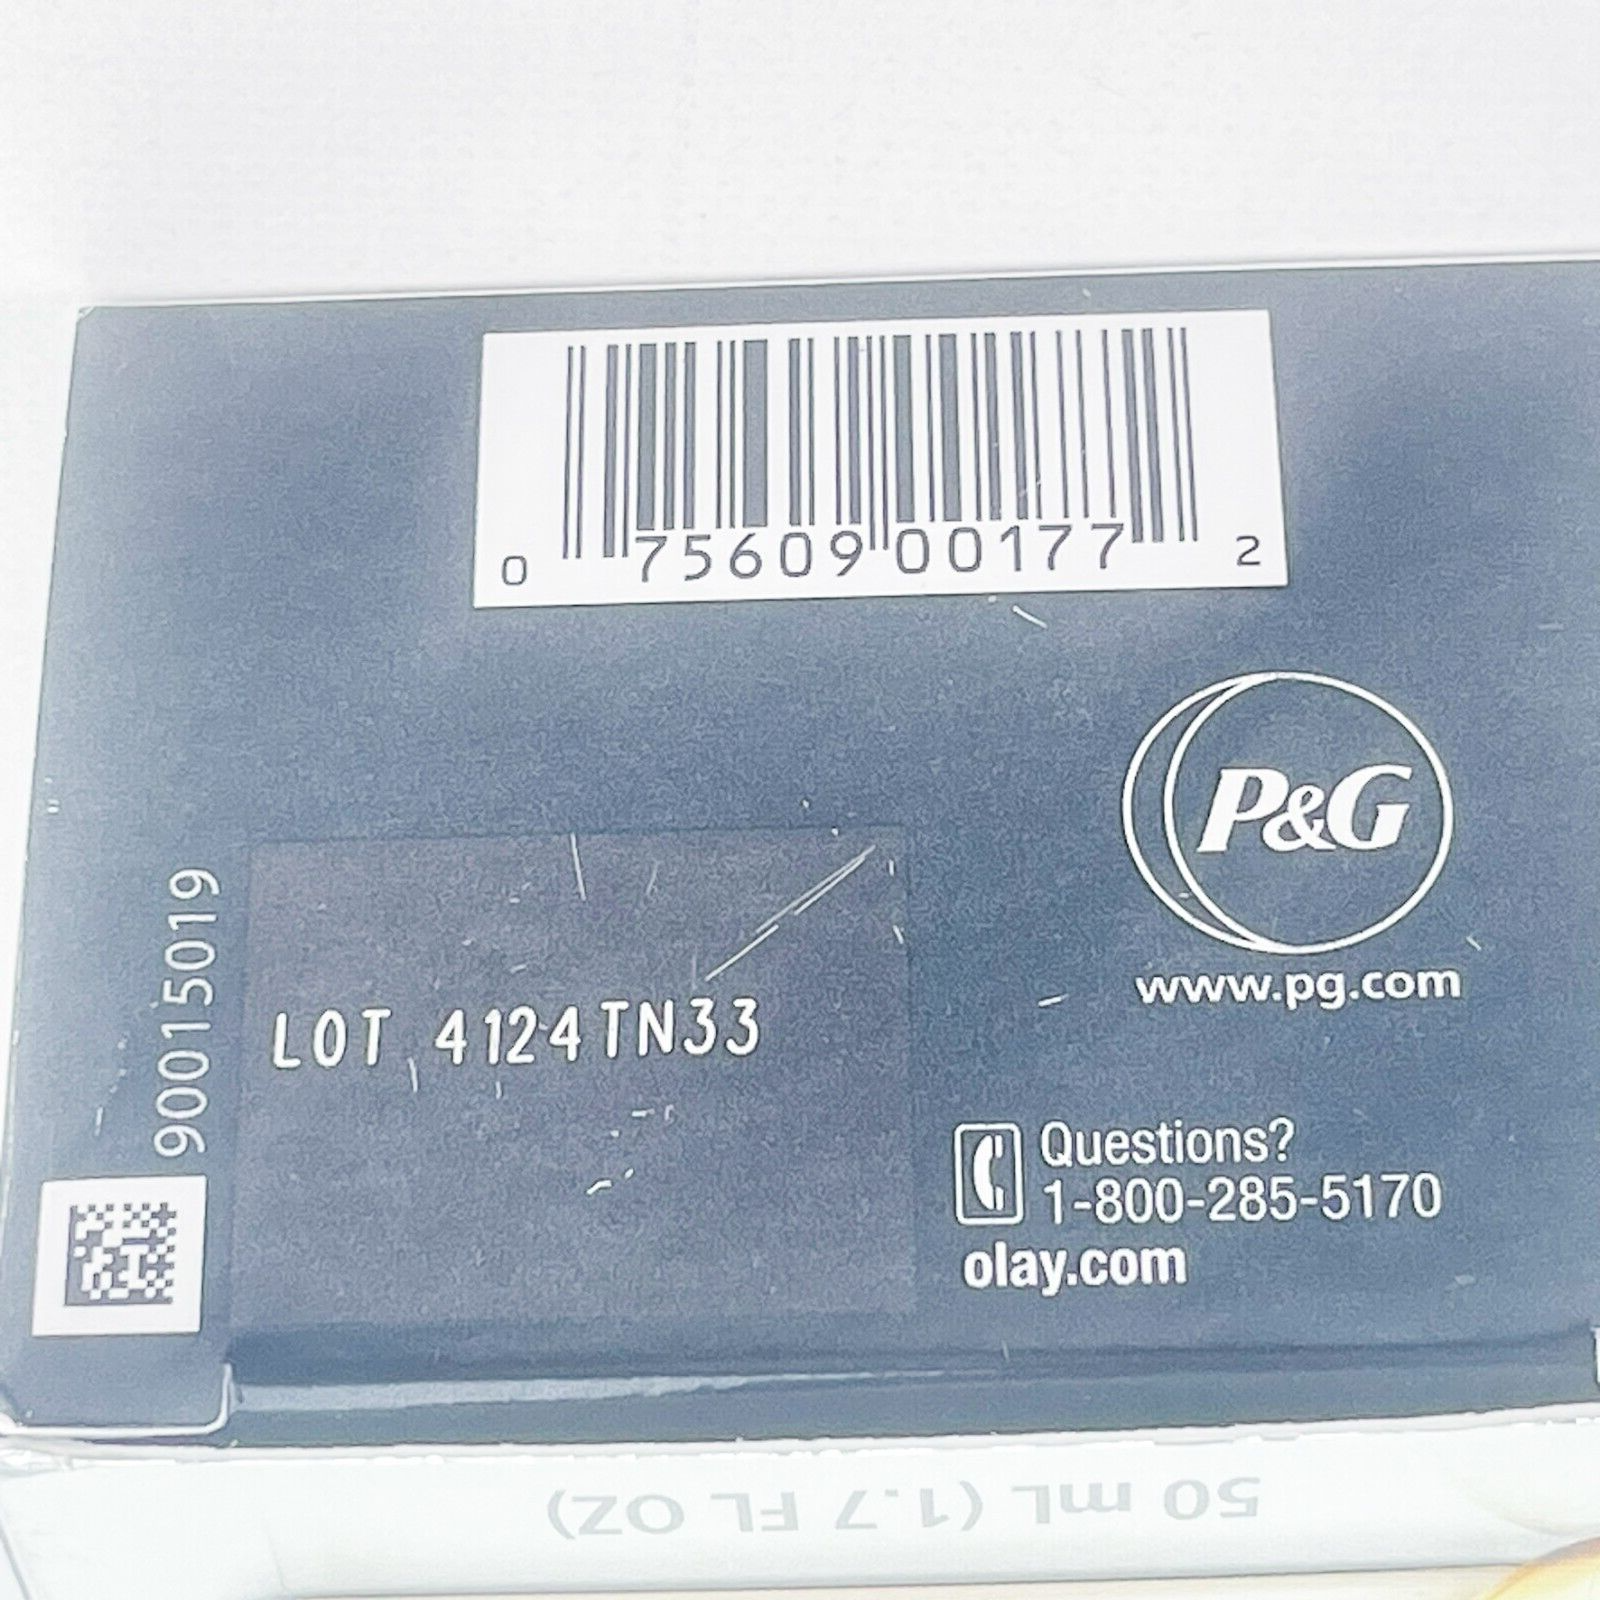 0 75609 00177 2
P&G
www.pg.com
90015019
LOT 4124TN33
Questions?
1-800-285-5170
olay.com
50 mL (1.7 FL OZ)